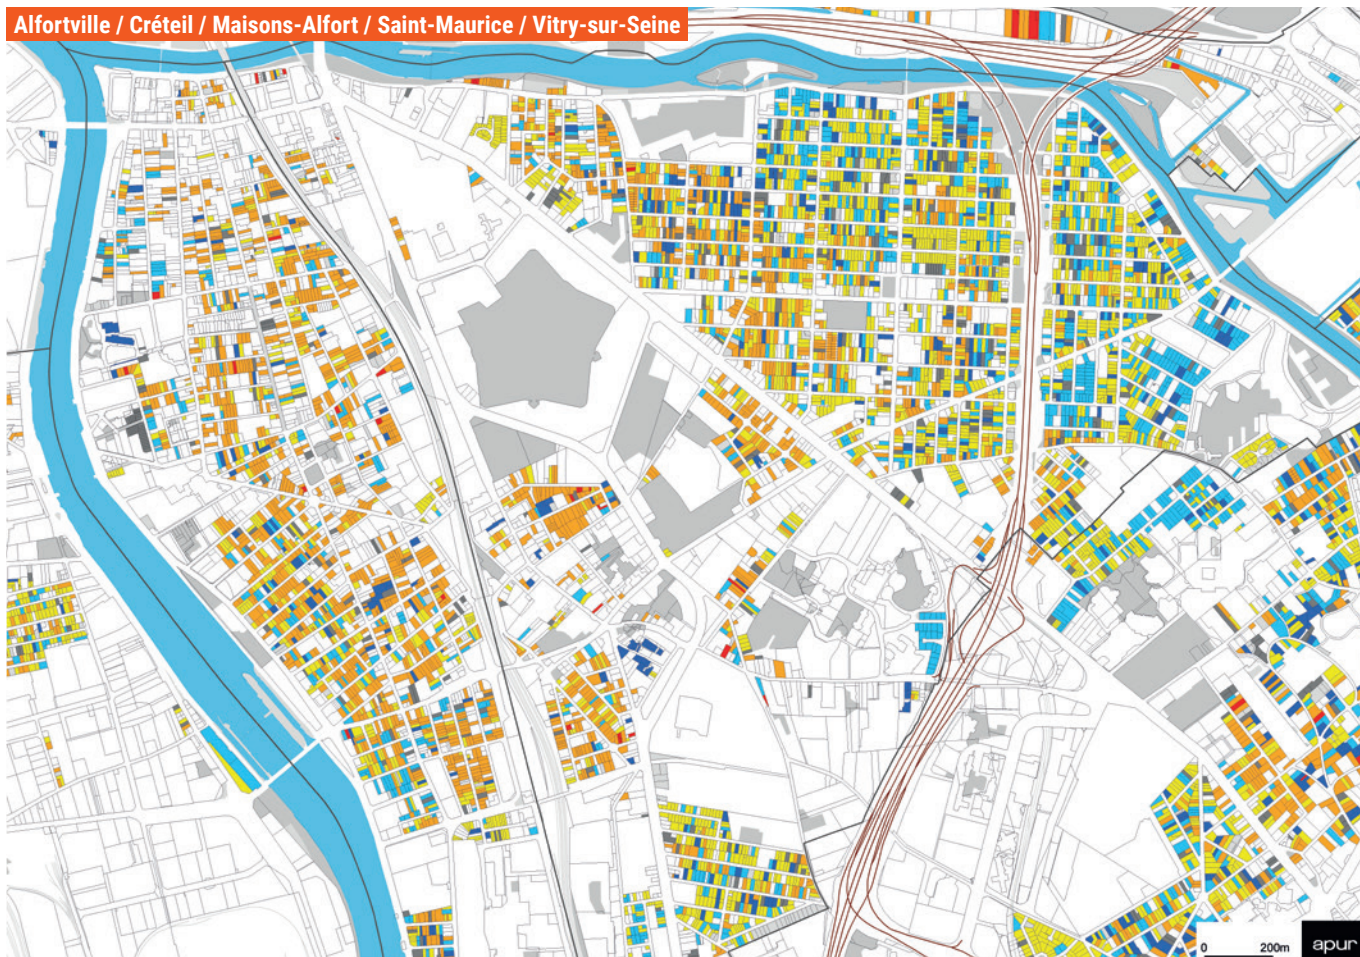 Alfortville / Créteil / Maisons-Alfort / Saint-Maurice / Vitry-sur-Seine
0 200m
apur